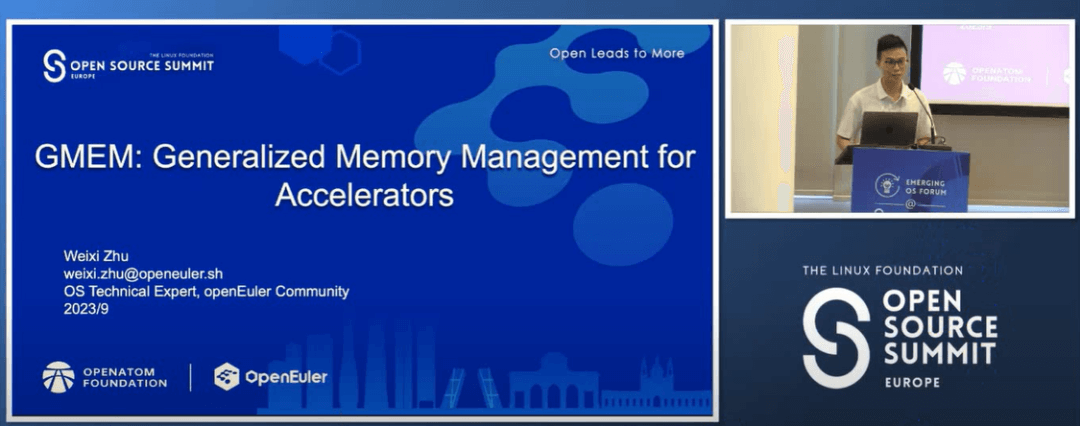 THE LINUX FOUNDATION
OPEN SOURCE SUMMIT
EUROPE
Open Leads to More
GMEM: Generalized Memory Management for
Accelerators
Weixi Zhu
weixi.zhu@openeuler.sh
OS Technical Expert, openEuler Community
2023/9
OPENATOM
FOUNDATION
OpenEuler
OPENATOM
FOUNDATION
EMERGING
OS FORUM
@
THE LINUX FOUNDATION
OPEN
SOURCE
SUMMIT
EUROPE